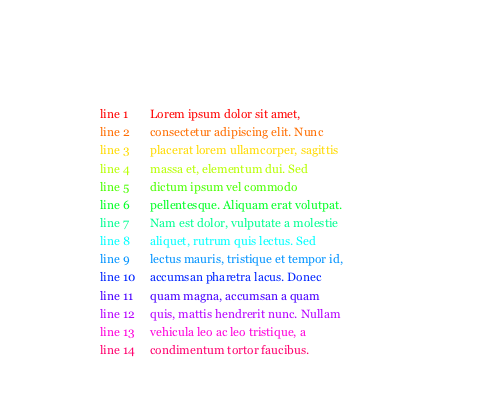 line 1 Lorem ipsum dolor sit amet,
line 2 consectetur adipiscing elit. Nunc
line 3 placerat lorem ullamcorper, sagittis
line 4 massa et, elementum dui. Sed
line 5 dictum ipsum vel commodo
line 6 pellentesque. Aliquam erat volutpat.
line 7 Nam est dolor, vulputate a molestie
line 8 aliquet, rutrum quis lectus. Sed
line 9 lectus mauris, tristique et tempor id,
line 10 accumsan pharetra lacus. Donec
line 11 quam magna, accumsan a quam
line 12 quis, mattis hendrerit nunc. Nullam
line 13 vehicula leo ac leo tristique, a
line 14 condimentum tortor faucibus.